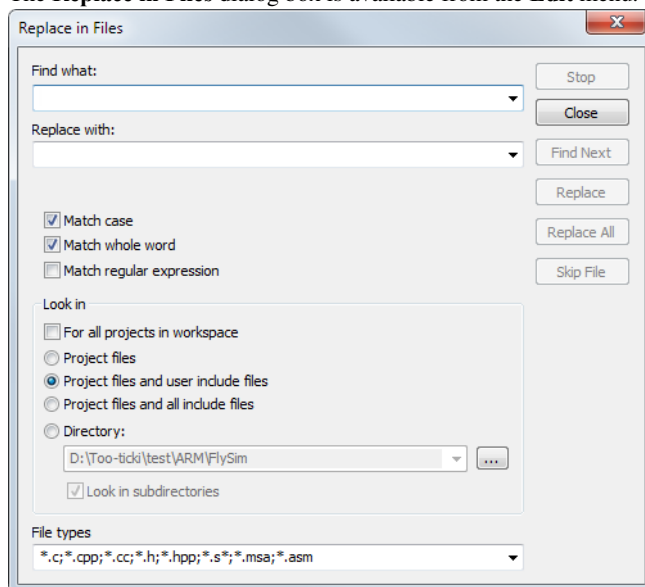 The Replace in Files dialog box is available from the Edit menu.
Replace in Files
Find what:
Stop
Close
Replace with:
Find Next
Replace
Match case
Replace All
Match whole word
Match regular expression
Skip File
Look in
For all projects in workspace
Project files
Project files and user include files
Project files and all include files
Directory:
D:\Too-ticki\test\ARM\FlySim
...
Look in subdirectories
File types
*.c;*.cpp;*.cc;*.h;*.hpp;*.s*;*.msa;*.asm